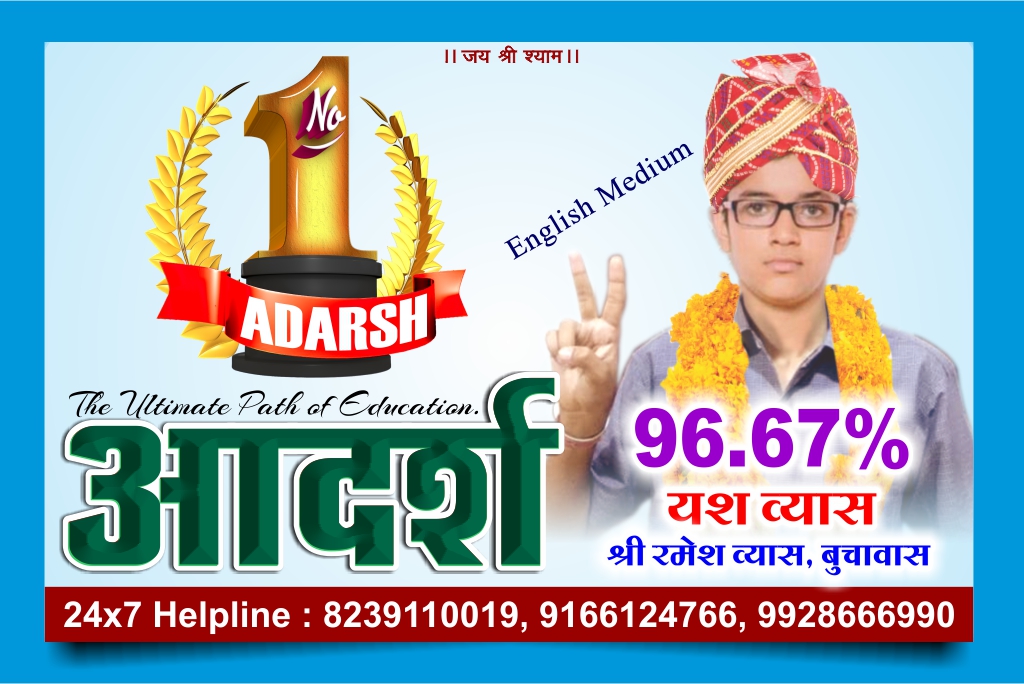 ।। जय श्री श्याम ।।
No
1
ADARSH
English Medium
The Ultimate Path of Education.
आदर्श
96.67%
यश व्यास
श्री रमेश व्यास, बुचावास
24x7 Helpline : 8239110019, 9166124766, 9928666990